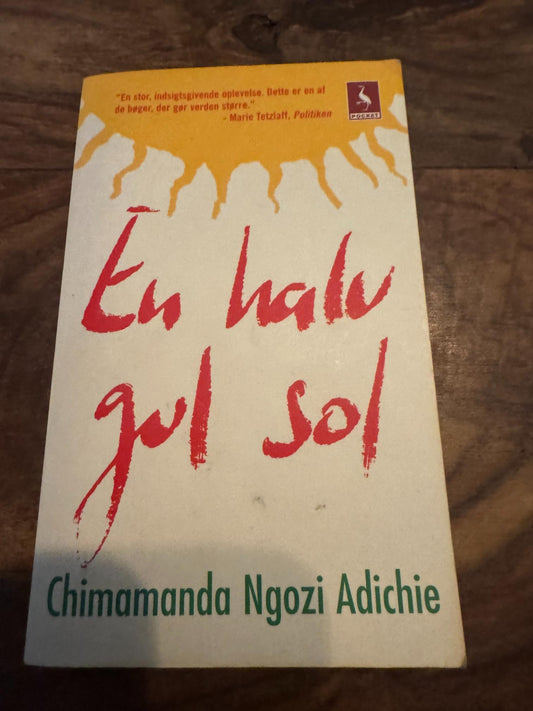 "En stor, indsigtsgivende oplevelse. Dette er en af
de bøger, der gør verden større."
- Marie Tetzlaff, Politiken
POCKET
En halv
gul sol
Chimamanda Ngozi Adichie